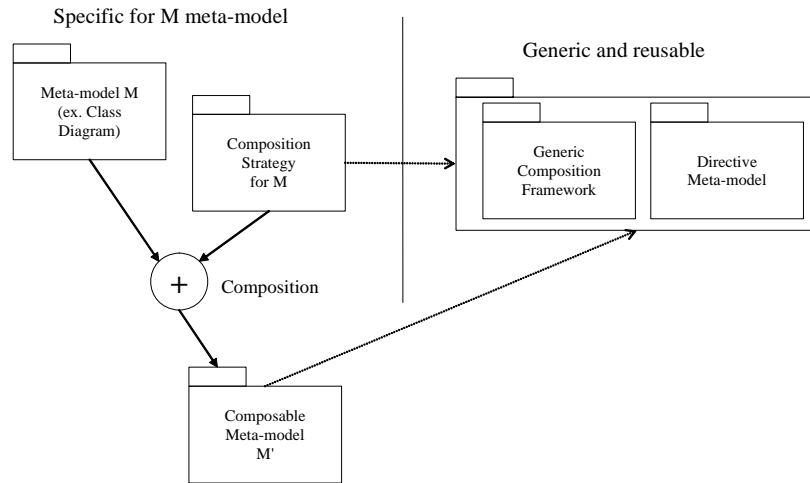 Specific for M meta-model
Generic and reusable
Meta-model M
(ex. Class
Diagram)
Composition
Strategy
for M
Generic
Composition
Framework
Directive
Meta-model
+
Composition
Composable
Meta-model
M'